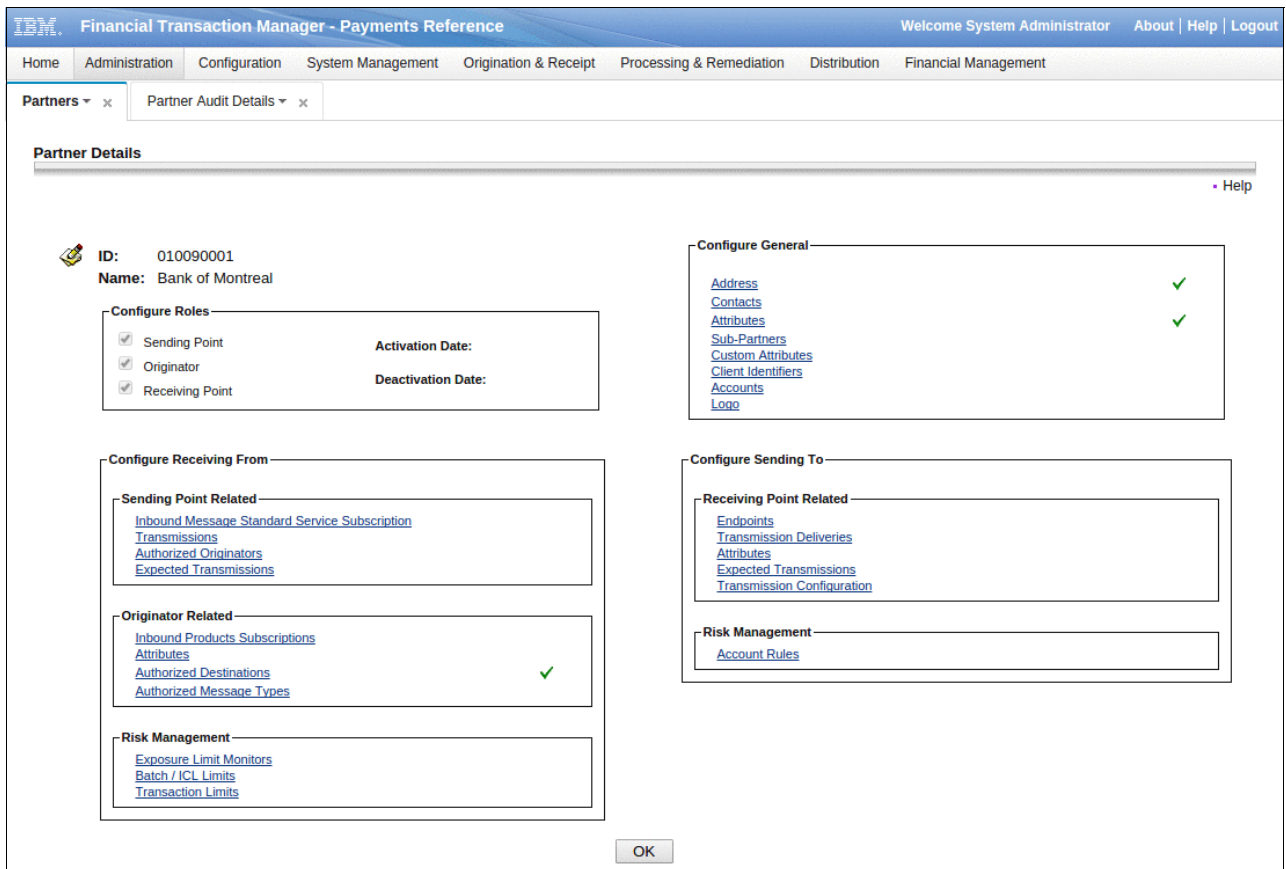 IBM. Financial Transaction Manager - Payments Reference Welcome System Administrator About | Help | Logout
Home Administration Configuration System Management Origination & Receipt Processing & Remediation Distribution Financial Management
Partners Partner Audit Details
Partner Details
Help
ID: 010090001
Name: Bank of Montreal
Configure Roles
Sending Point
Originator
Receiving Point
Activation Date:
Deactivation Date:
Configure General
Address
Contacts
Attributes
Sub-Partners
Custom Attributes
Client Identifiers
Accounts
Logo
Configure Receiving From
Sending Point Related
Inbound Message Standard Service Subscription
Transmissions
Authorized Originators
Expected Transmissions
Originator Related
Inbound Products Subscriptions
Attributes
Authorized Destinations
Authorized Message Types
Risk Management
Exposure Limit Monitors
Batch / ICL Limits
Transaction Limits
Configure Sending To
Receiving Point Related
Endpoints
Transmission Deliveries
Attributes
Expected Transmissions
Transmission Configuration
Risk Management
Account Rules
OK